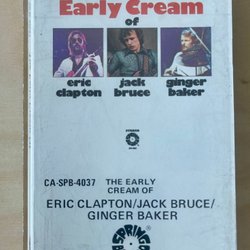 Early Cream
of
eric clapton
jack bruce
ginger baker
CA-SPB-4037 THE EARLY
CREAM OF
ERIC CLAPTON/JACK BRUCE/
GINGER BAKER